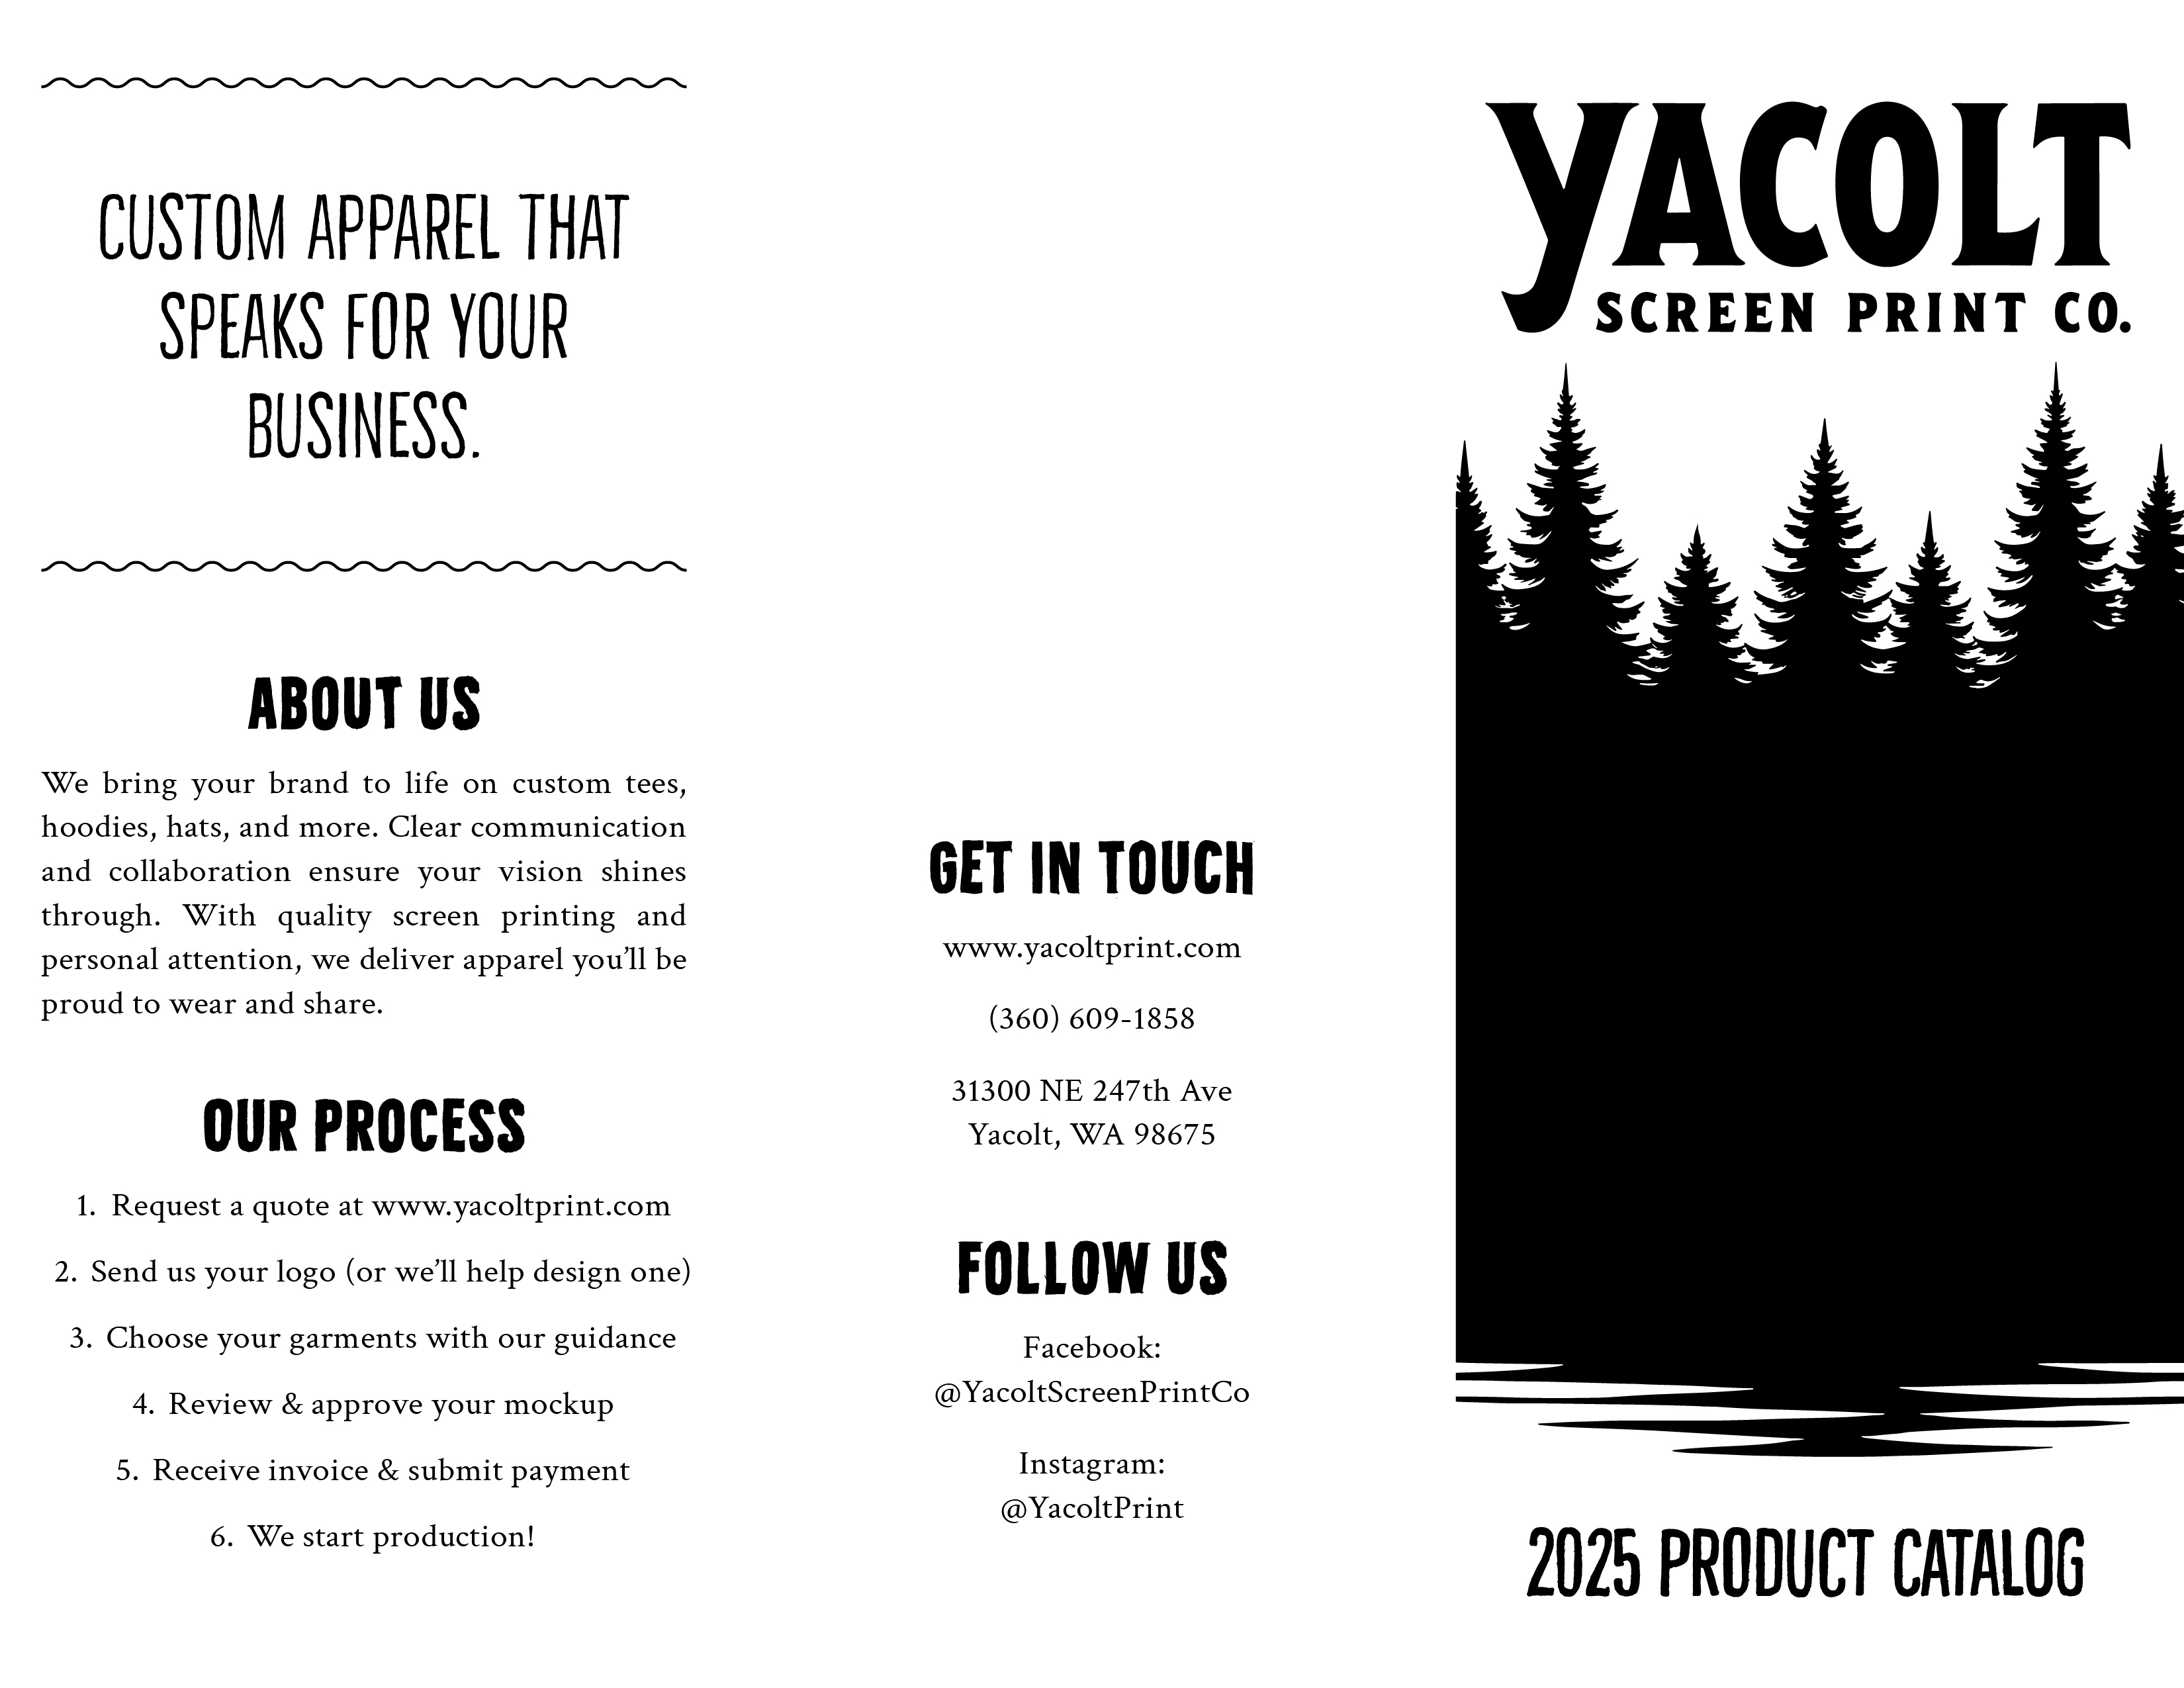 CUSTOM APPAREL THAT
SPEAKS FOR YOUR
BUSINESS.
ABOUT US
We bring your brand to life on custom tees,
hoodies, hats, and more. Clear communication
and collaboration ensure your vision shines
through. With quality screen printing and
personal attention, we deliver apparel you’ll be
proud to wear and share.
OUR PROCESS
1. Request a quote at www.yacoltprint.com
2. Send us your logo (or we’ll help design one)
3. Choose your garments with our guidance
4. Review & approve your mockup
5. Receive invoice & submit payment
6. We start production!
GET IN TOUCH
www.yacoltprint.com
(360) 609-1858
31300 NE 247th Ave
Yacolt, WA 98675
FOLLOW US
Facebook:
@YacoltScreenPrintCo
Instagram:
@YacoltPrint
YACOLT
SCREEN PRINT CO.
2025 PRODUCT CATALOG